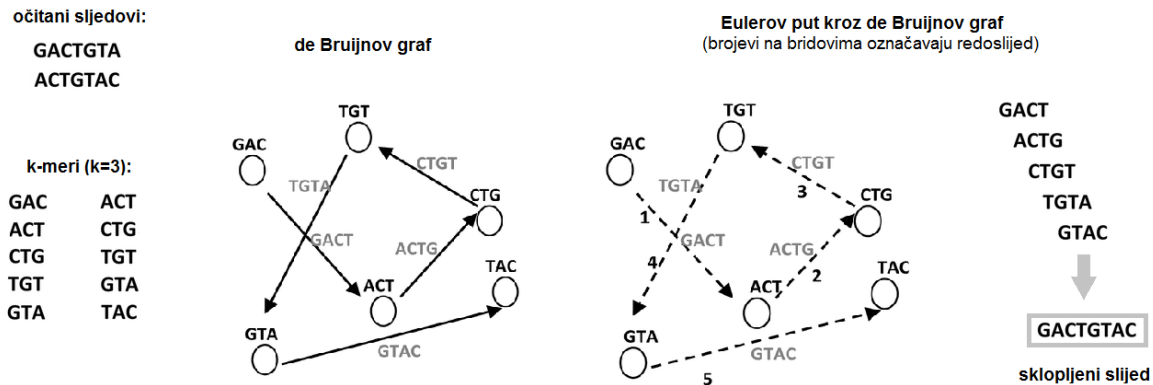 očitani sljedovi:
GACTGTA
ACTGTAC
k-meri (k=3):
GAC ACT
ACT CTG
CTG TGT
TGT GTA
GTA TAC
de Bruijnov graf
TGT
GAC
CTGT
TGTA
CTG
GACT
ACTG
TAC
ACT
GTA
GTAC
Eulerov put kroz de Bruijnov graf
(brojevi na bridovima označavaju redoslijed)
TGT
GAC
CTGT
TGTA
3
CTG
1
GACT
ACTG
4
2
TAC
ACT
GTA
GTAC
5
GACT
ACTG
CTGT
TGTA
GTAC
GACTGTAC
sklopljeni slijed